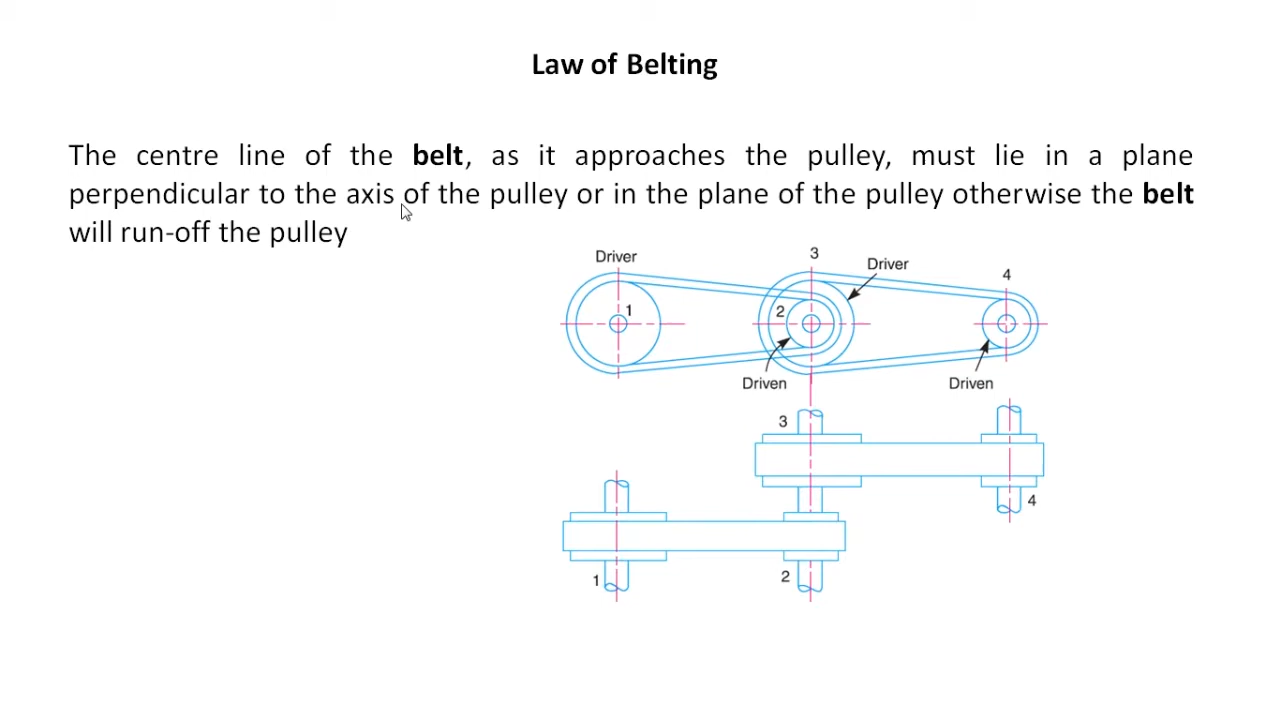 Law of Belting
The centre line of the belt, as it approaches the pulley, must lie in a plane
perpendicular to the axis of the pulley or in the plane of the pulley otherwise the belt
will run-off the pulley
Driver
3
Driver
4
1
2
Driven
Driven
3
4
1
2